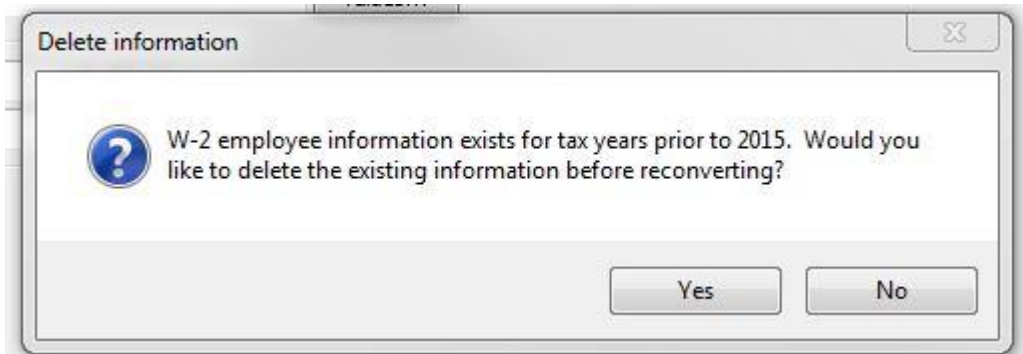 Delete information
W-2 employee information exists for tax years prior to 2015.  Would you
like to delete the existing information before reconverting?
Yes
No